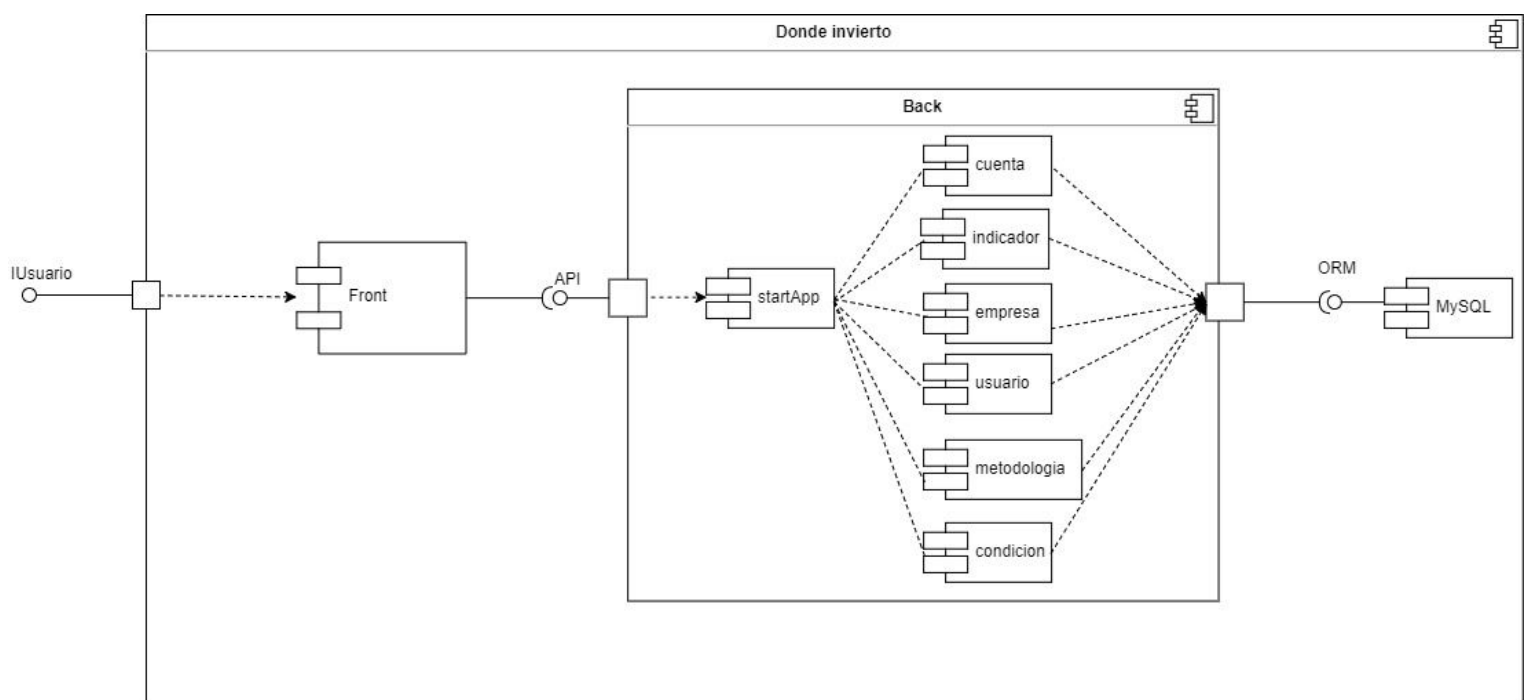 Donde invierto
Back
cuenta
IUsuario
Front
API
startApp
indicador
empresa
usuario
metodologia
condicion
ORM
MySQL